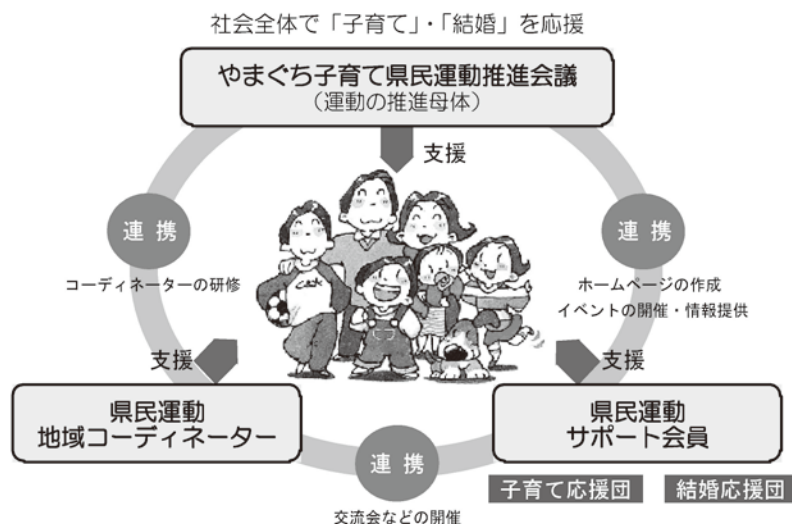 社会全体で「子育て」・「結婚」を応援
やまぐち子育て県民運動推進会議
（運動の推進母体）
支援
連携
連携
コーディネーターの研修
ホームページの作成
イベントの開催・情報提供
支援
支援
県民運動
地域コーディネーター
県民運動
サポート会員
連携
子育て応援団
結婚応援団
交流会などの開催